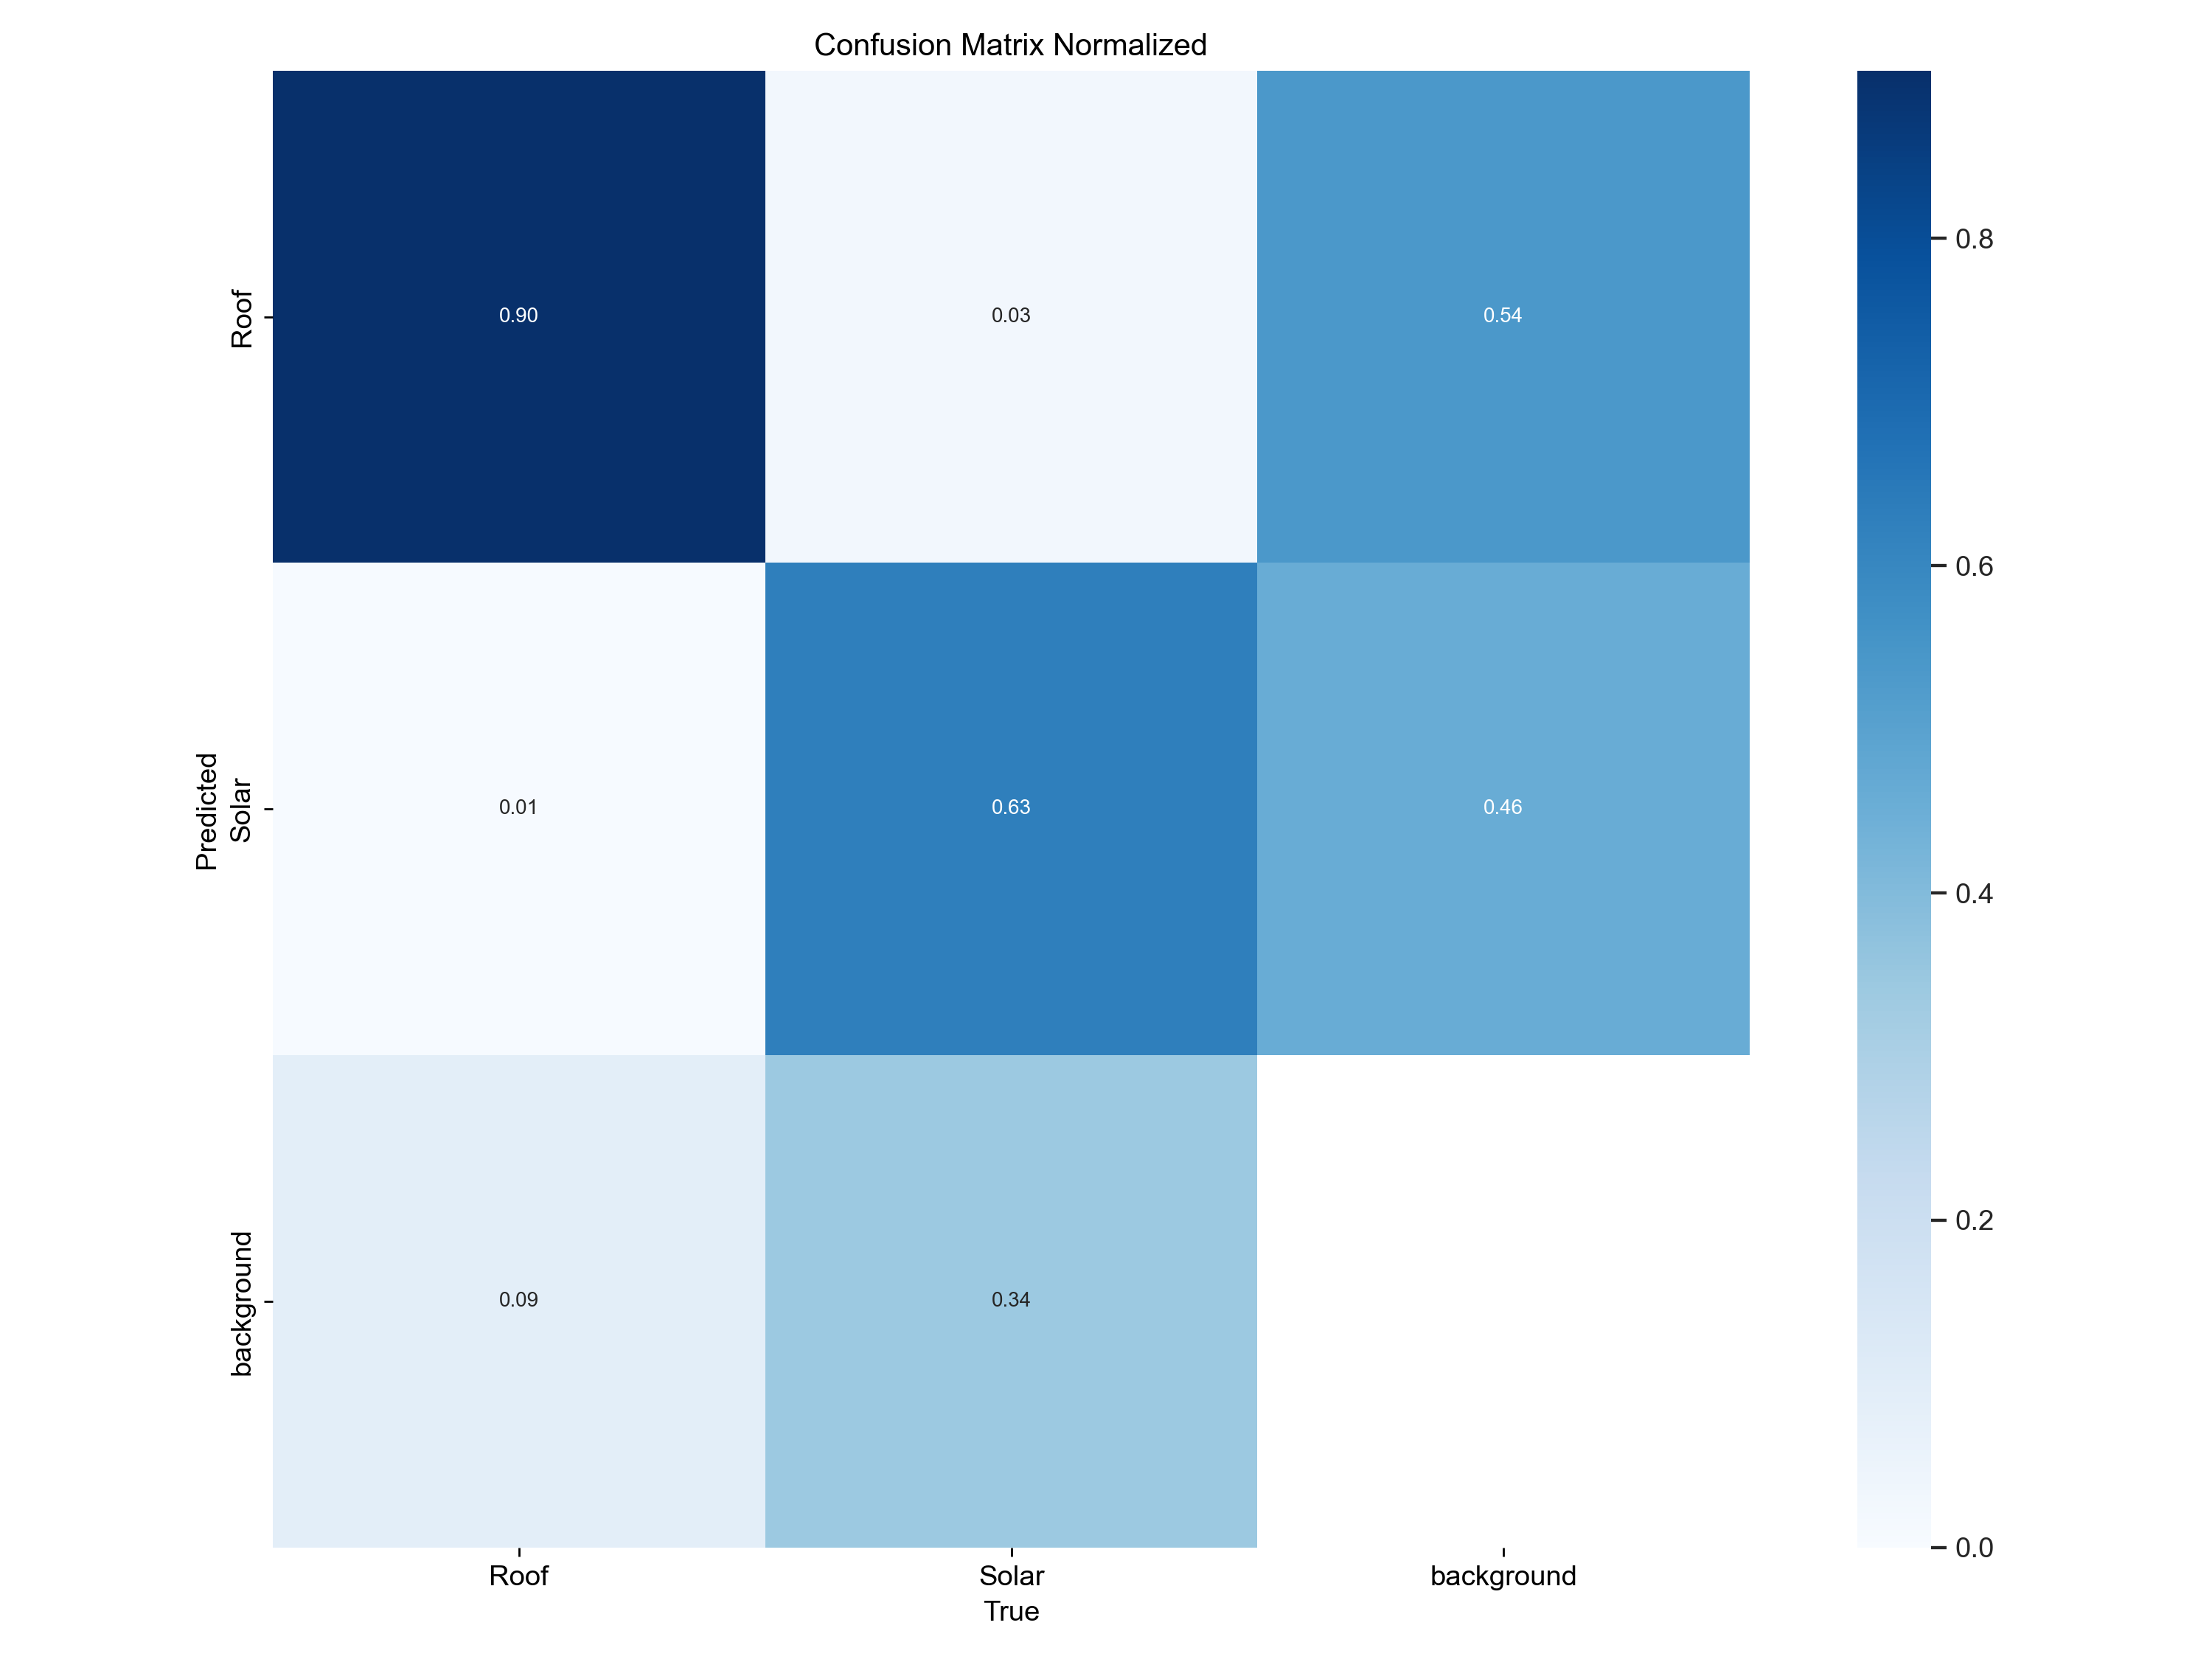 Confusion Matrix Normalized
Roof
0.90
0.03
0.54
0.8
0.6
Predicted
Solar
0.01
0.63
0.46
0.4
background
0.09
0.34
0.2
0.0
Roof
Solar
background
True